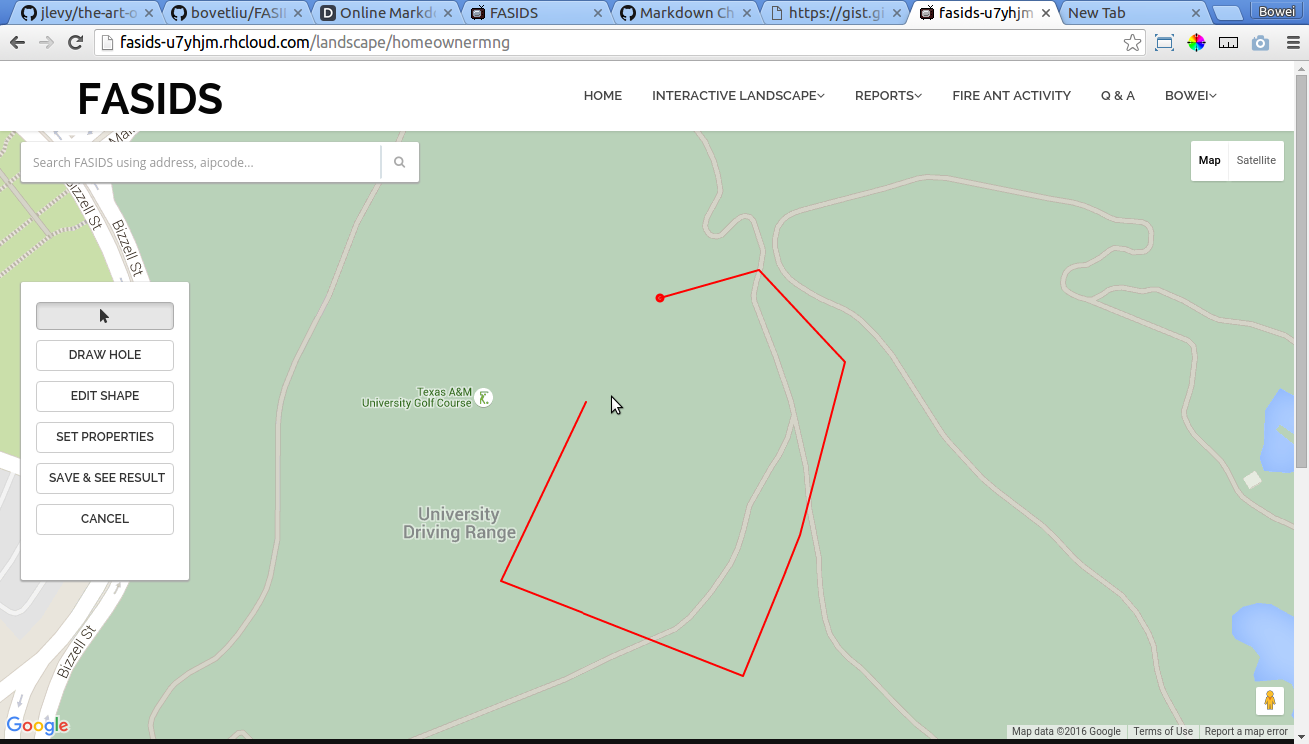 jlevy/the-art-o
bovetliu/FASI
Online Markd
FASIDS
Markdown Ch
https://gist.gi
fasids-u7yhjm
New Tab
Bowei
fasids-u7yhjm.rhcloud.com/landscape/homeownermng
FASIDS
HOME
INTERACTIVE LANDSCAPE
REPORTS
FIRE ANT ACTIVITY
Q & A
BOWEI
Search FASIDS using address, aipcode...
Map
Satellite
Bizzell St
Bizzell St
DRAW HOLE
EDIT SHAPE
SET PROPERTIES
SAVE & SEE RESULT
CANCEL
Texas A&M
University Golf Course
University
Driving Range
Bizzell St
Google
Map data ©2016 Google
Terms of Use
Report a map error